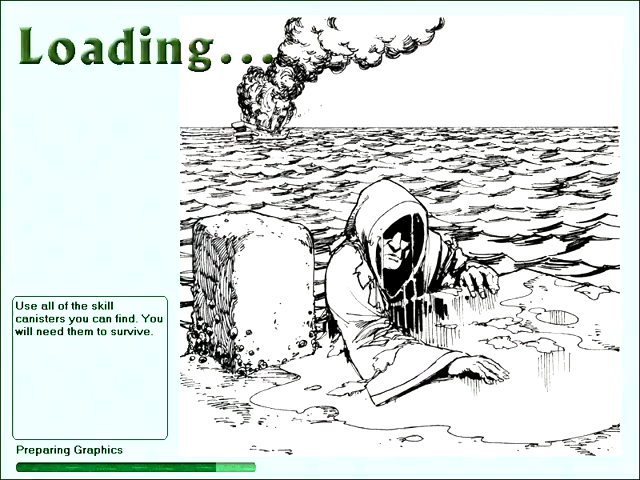 Loading...
Use all of the skill
canisters you can find. You
will need them to survive.
Preparing Graphics